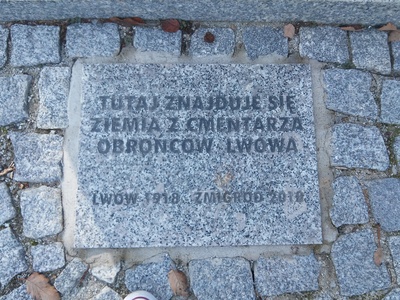 TUTAJ ZNAJDUJE SIĘ
ZIEMIA Z CMENTARZA
OBROŃCÓW LWOWA
LWÓW 1918 ŻMIGRÓD 2018